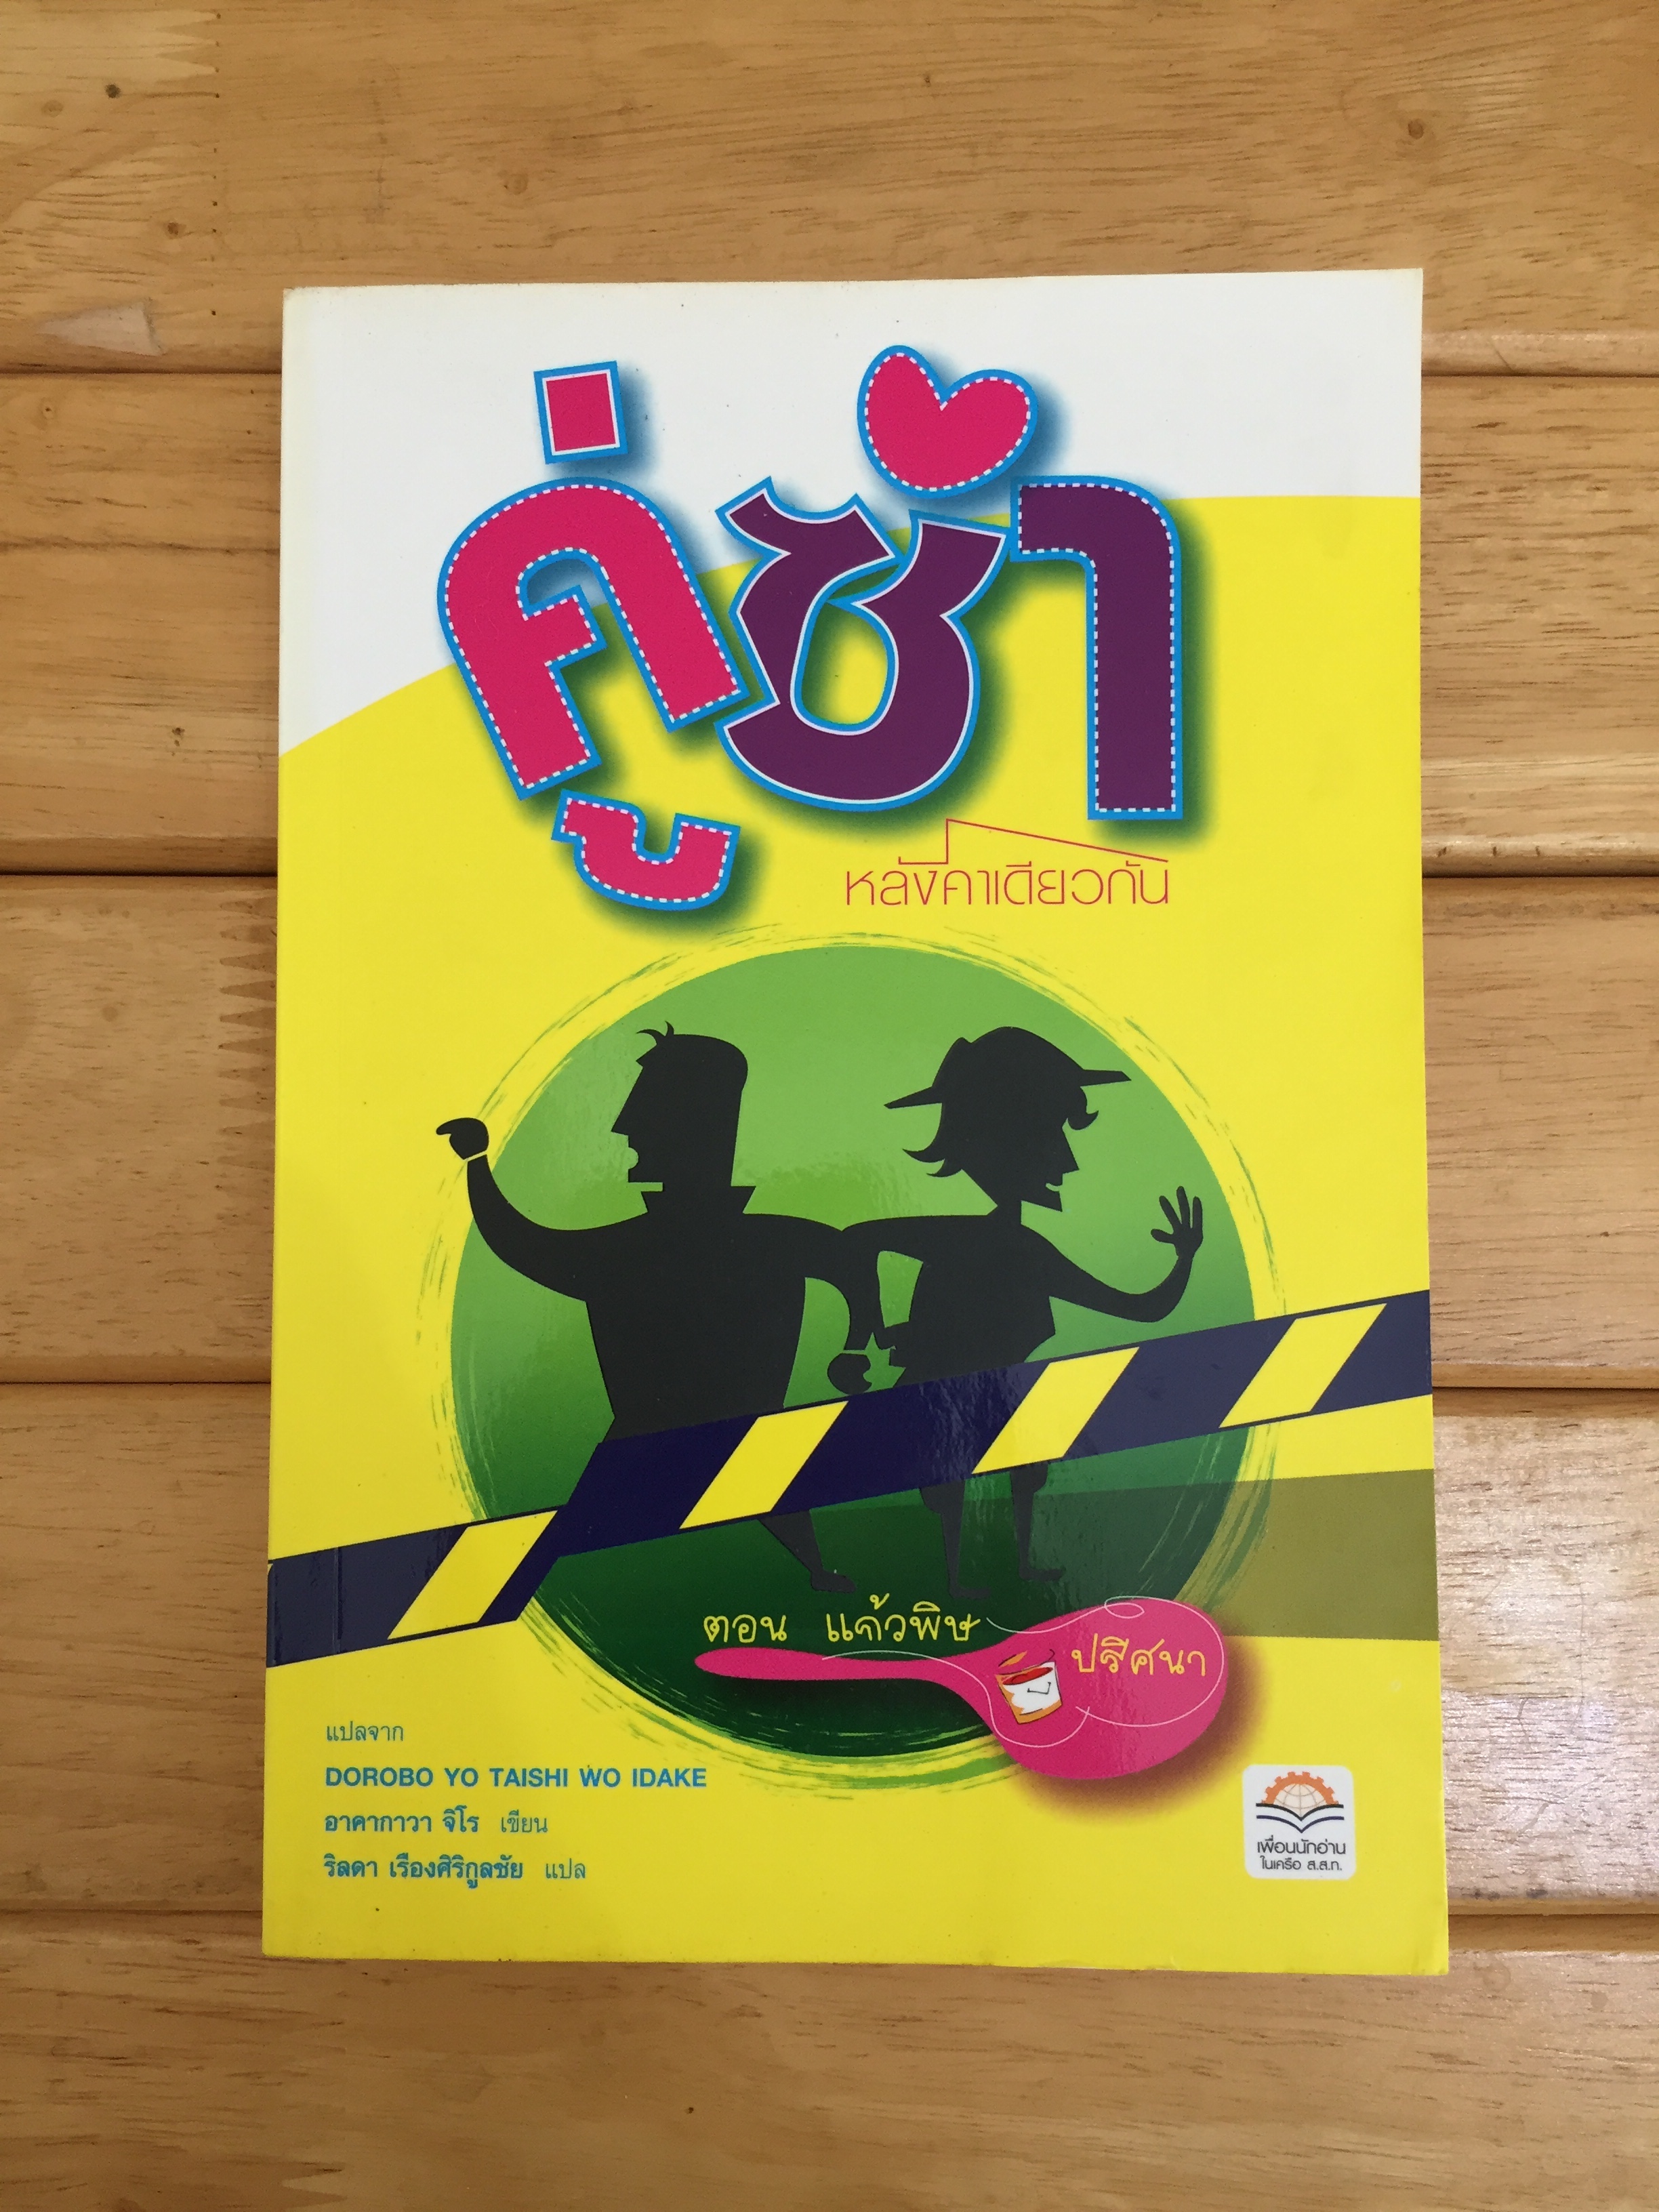 คู่ซ่า
หลังคาเดียวกัน
ตอน แก้วพิษ
ปริศนา
แปลจาก
DOROBO YO TAISHI WO IDAKE
อาคากาวา จิโร เขียน
ริลดา เรืองศิริกูลชัย แปล
เพื่อนนักอ่าน
ในเครือ ส.ส.ท.